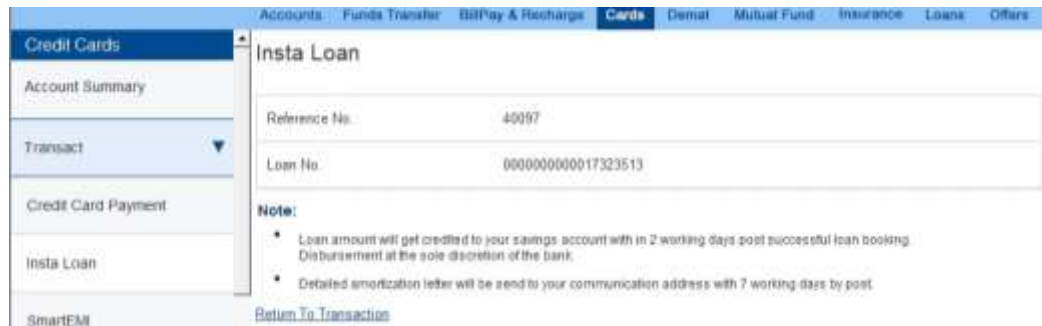 Accounts Funds Transfer BillPay & Recharge Cards Demat Mutual Fund Insurance Loans Offers
Credit Cards
Account Summary
Transact
Credit Card Payment
Insta Loan
SmartEMI
Insta Loan
Reference No. 40097
Loan No. 0000000000017323513
Note:
Loan amount will get credited to your savings account with in 2 working days post successful loan booking.
Disbursement at the sole discretion of the bank.
Detailed amortization letter will be send to your communication address with 7 working days by post.
Return To Transaction